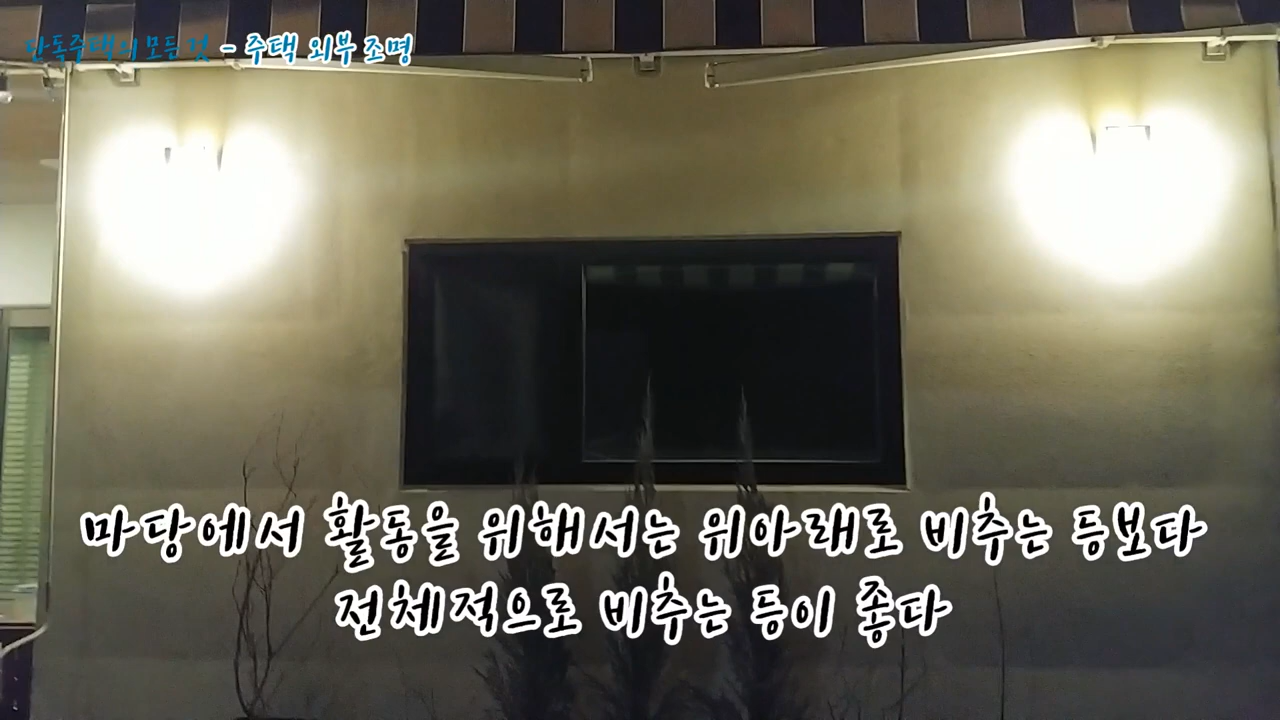 단독주택의 모든 것 - 주택 외부 조명
마당에서 활동을 위해서는 위아래로 비추는 등보다
전체적으로 비추는 등이 좋다